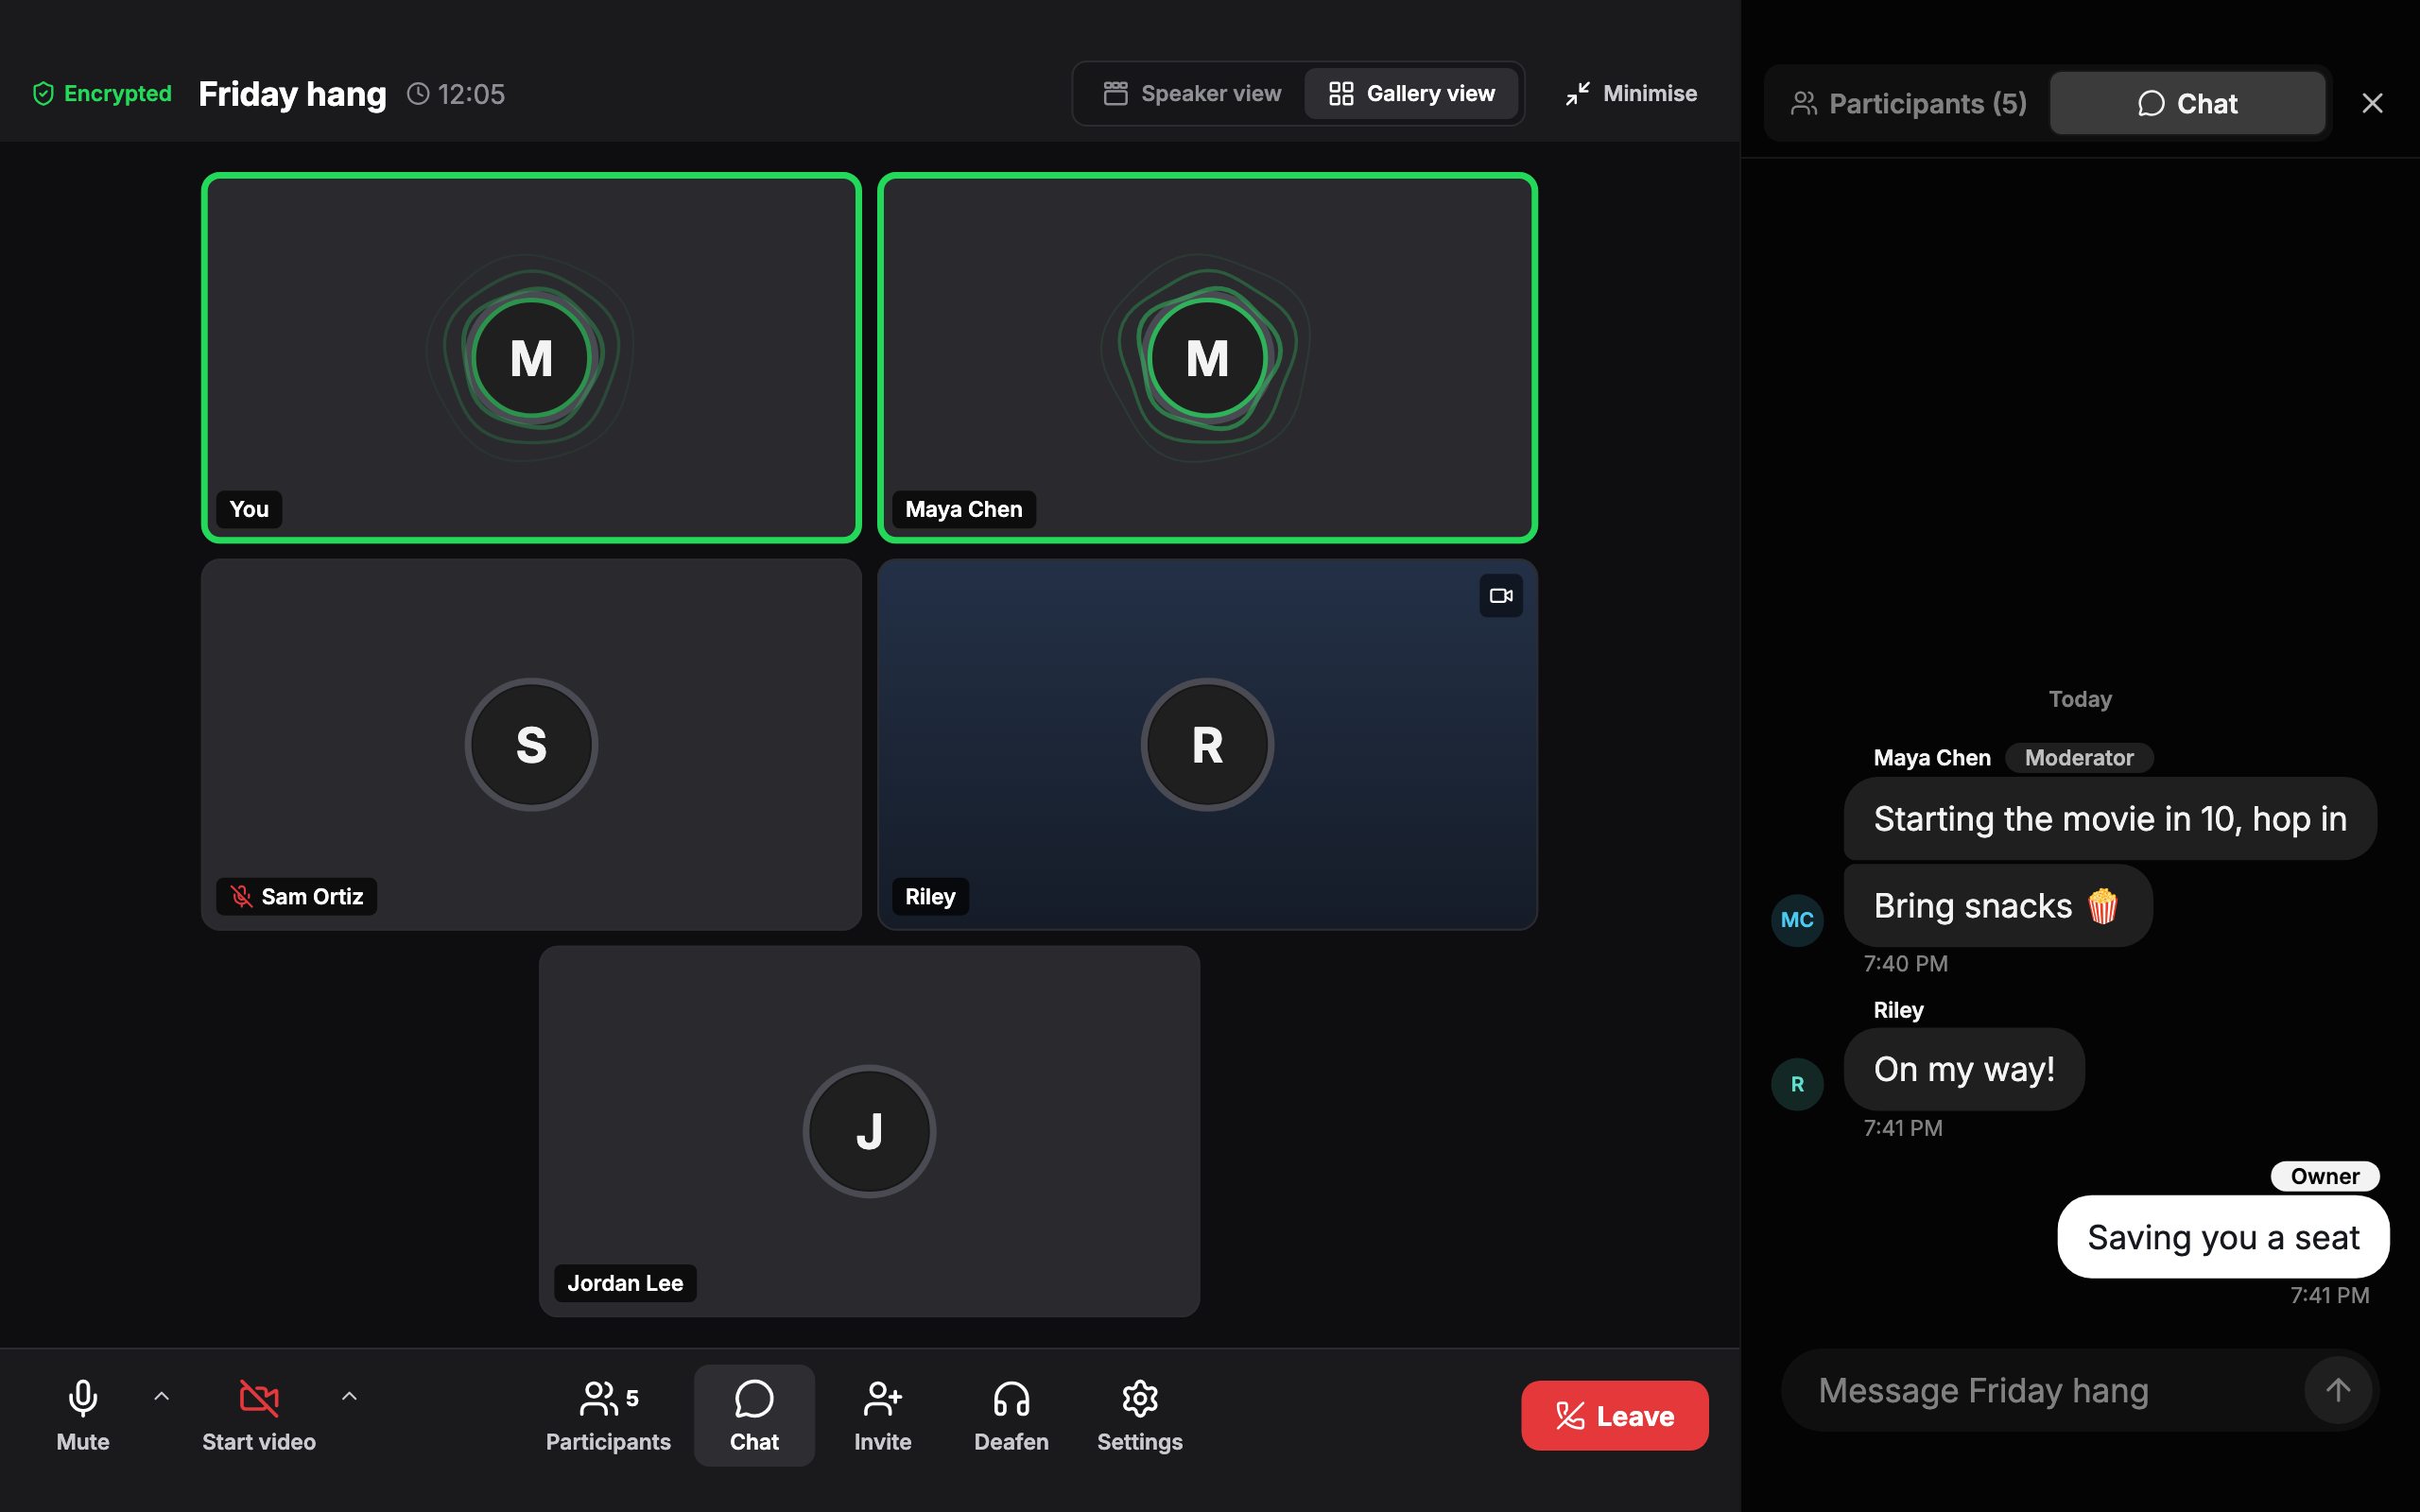 Encrypted
Friday hang
12:05
Speaker view
Gallery view
Minimise
Participants (5)
Chat
M
You
M
Maya Chen
S
Sam Ortiz
R
Riley
J
Jordan Lee
Today
Maya Chen Moderator
Starting the movie in 10, hop in
Bring snacks 🍿
MC
7:40 PM
Riley
On my way!
R
7:41 PM
Owner
Saving you a seat
7:41 PM
Message Friday hang
Mute
Start video
5
Participants
Chat
Invite
Deafen
Settings
Leave